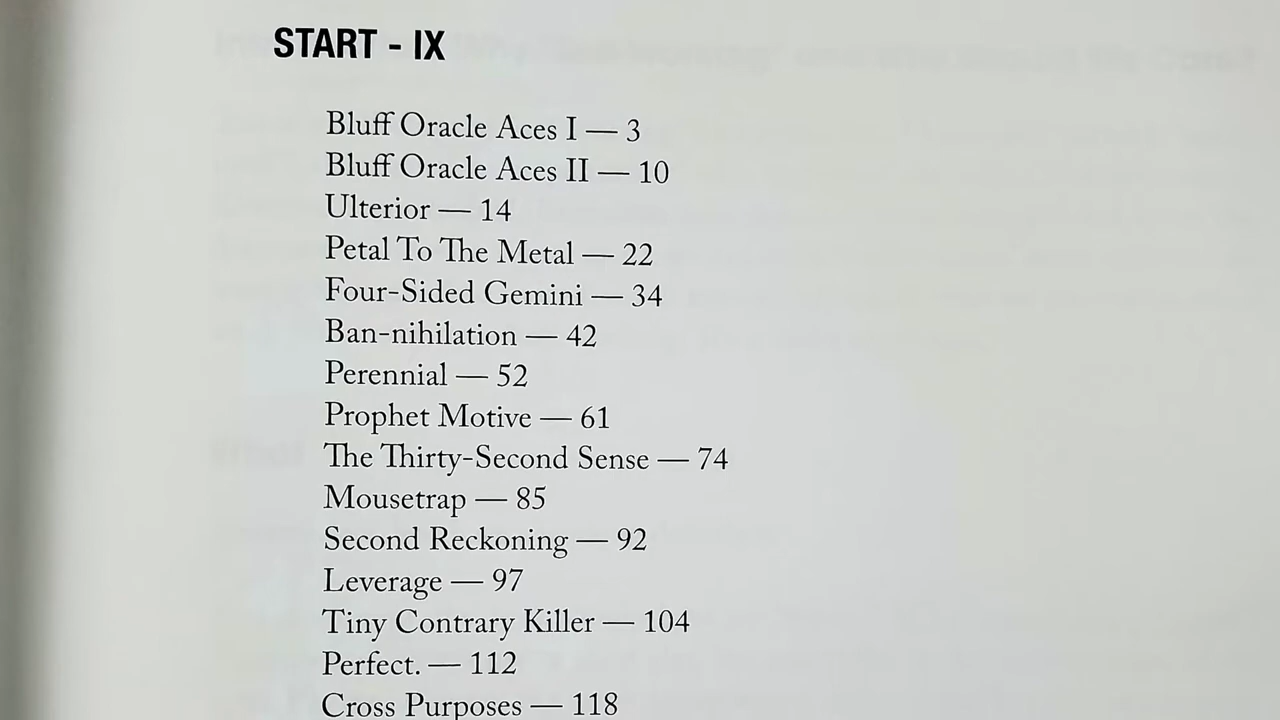 START - IX
Bluff Oracle Aces I — 3
Bluff Oracle Aces II — 10
Ulterior — 14
Petal To The Metal — 22
Four-Sided Gemini — 34
Ban-nihilation — 42
Perennial — 52
Prophet Motive — 61
The Thirty-Second Sense — 74
Mousetrap — 85
Second Reckoning — 92
Leverage — 97
Tiny Contrary Killer — 104
Perfect. — 112
Cross Purposes — 118